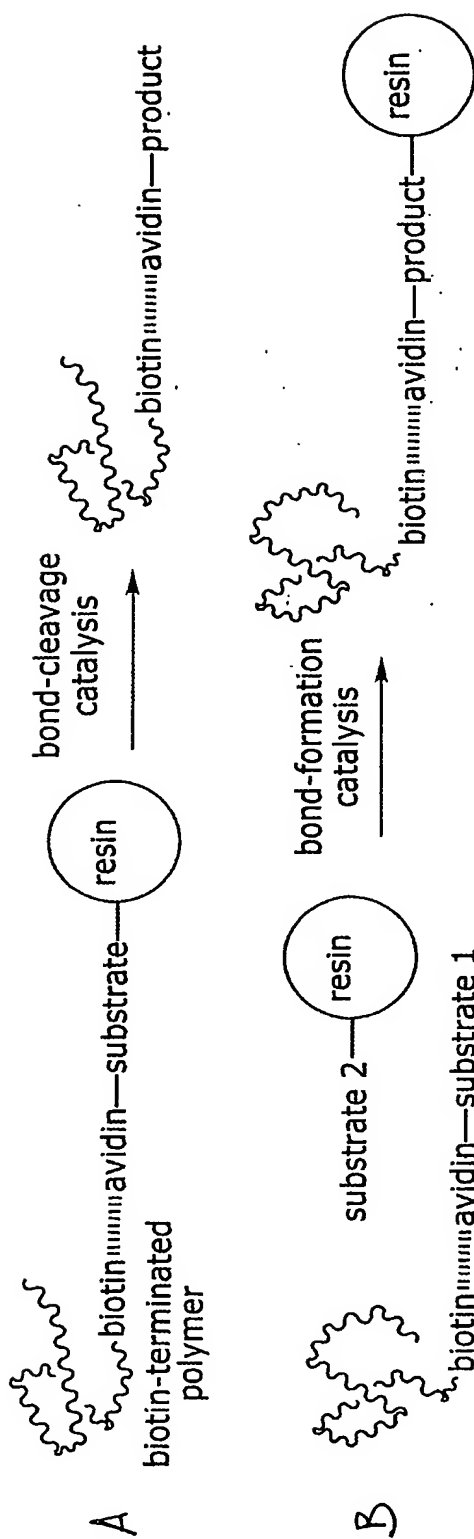 A
biotin
avidin—substrate
resin
biotin-terminated
polymer
bond-cleavage
catalysis
biotin
avidin—product
B
biotin
avidin—substrate 1
substrate 2
resin
bond-formation
catalysis
biotin
avidin—product
resin